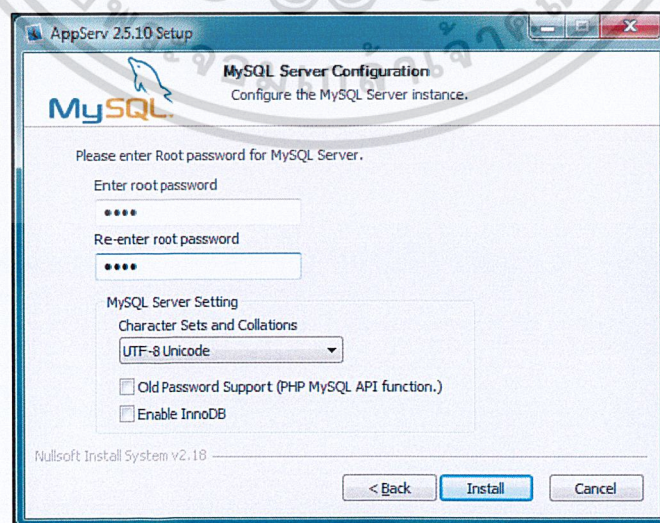 AppServ 2.5.10 Setup
MySQL Server Configuration
Configure the MySQL Server instance.
MySQL
Please enter Root password for MySQL Server.
Enter root password
••••
Re-enter root password
••••
MySQL Server Setting
Character Sets and Collations
UTF-8 Unicode
Old Password Support (PHP MySQL API function.)
Enable InnoDB
Nullsoft Install System v2.18
< Back
Install
Cancel